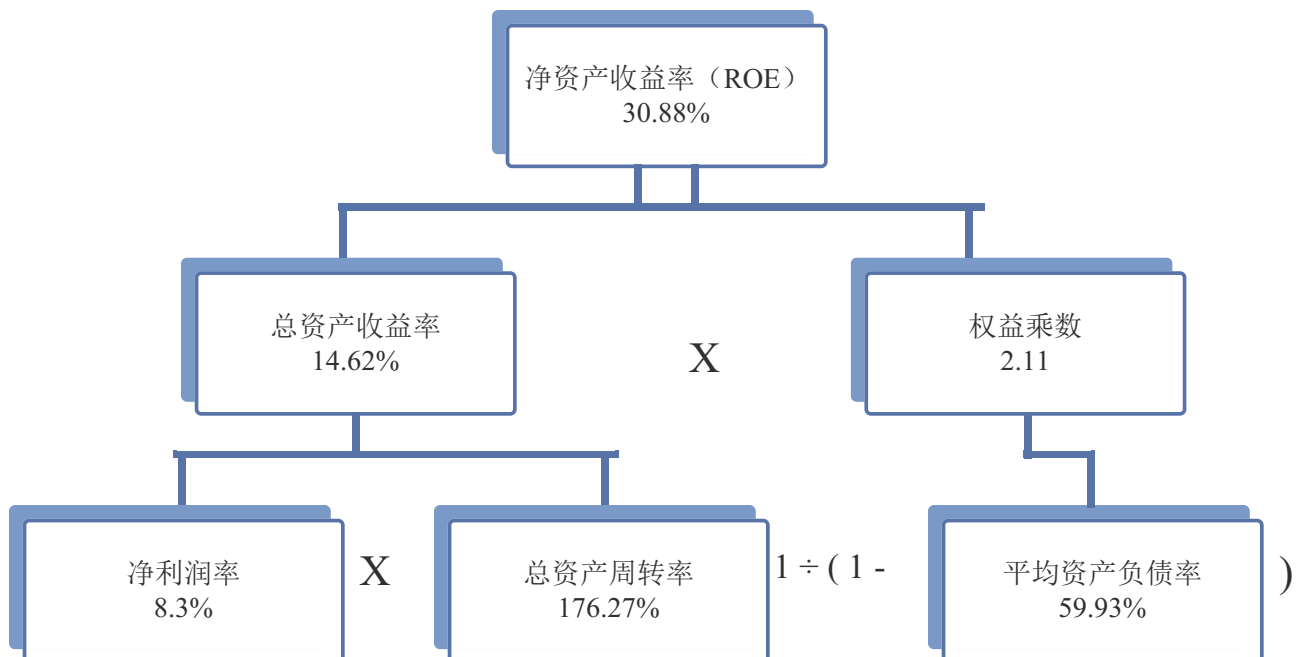 净资产收益率（ROE）
30.88%
总资产收益率
14.62%
X
权益乘数
2.11
净利润率
8.3%
X
总资产周转率
176.27%
1 ÷ ( 1 -
平均资产负债率
59.93%
)